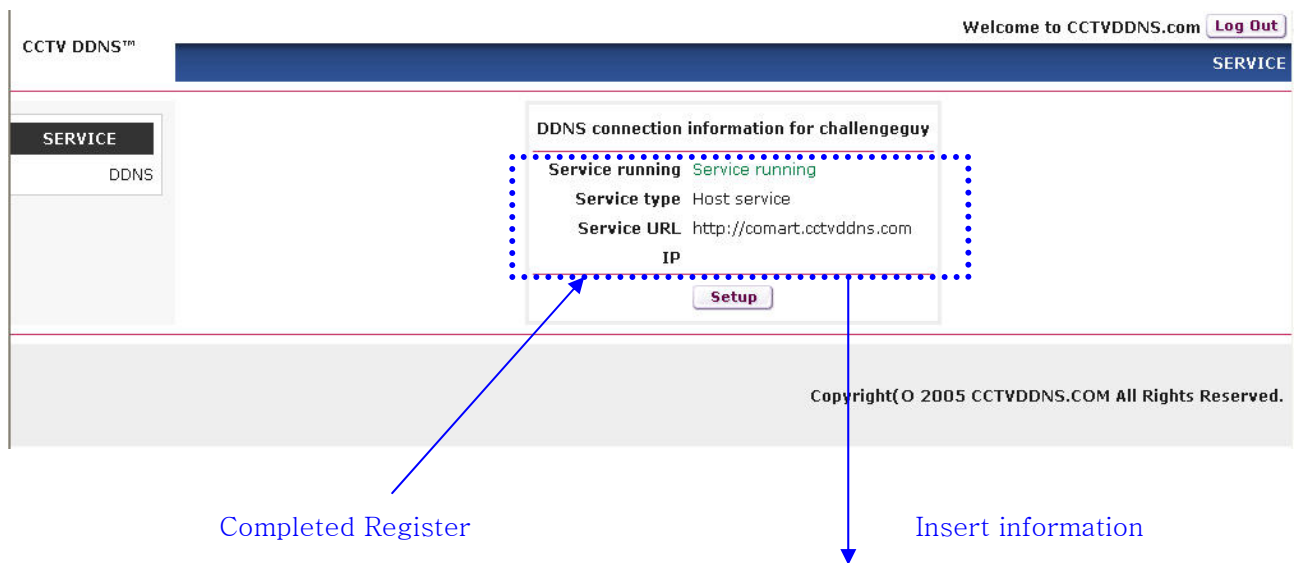 Welcome to CCTVDDNS.com Log Out
CCTV DDNS™
SERVICE
SERVICE
DDNS
DDNS connection information for challengeguy
Service running Service running
Service type Host service
Service URL http://comart.cctvddns.com
IP
Setup
Copyright(O 2005 CCTVDDNS.COM All Rights Reserved.
Completed Register
Insert information